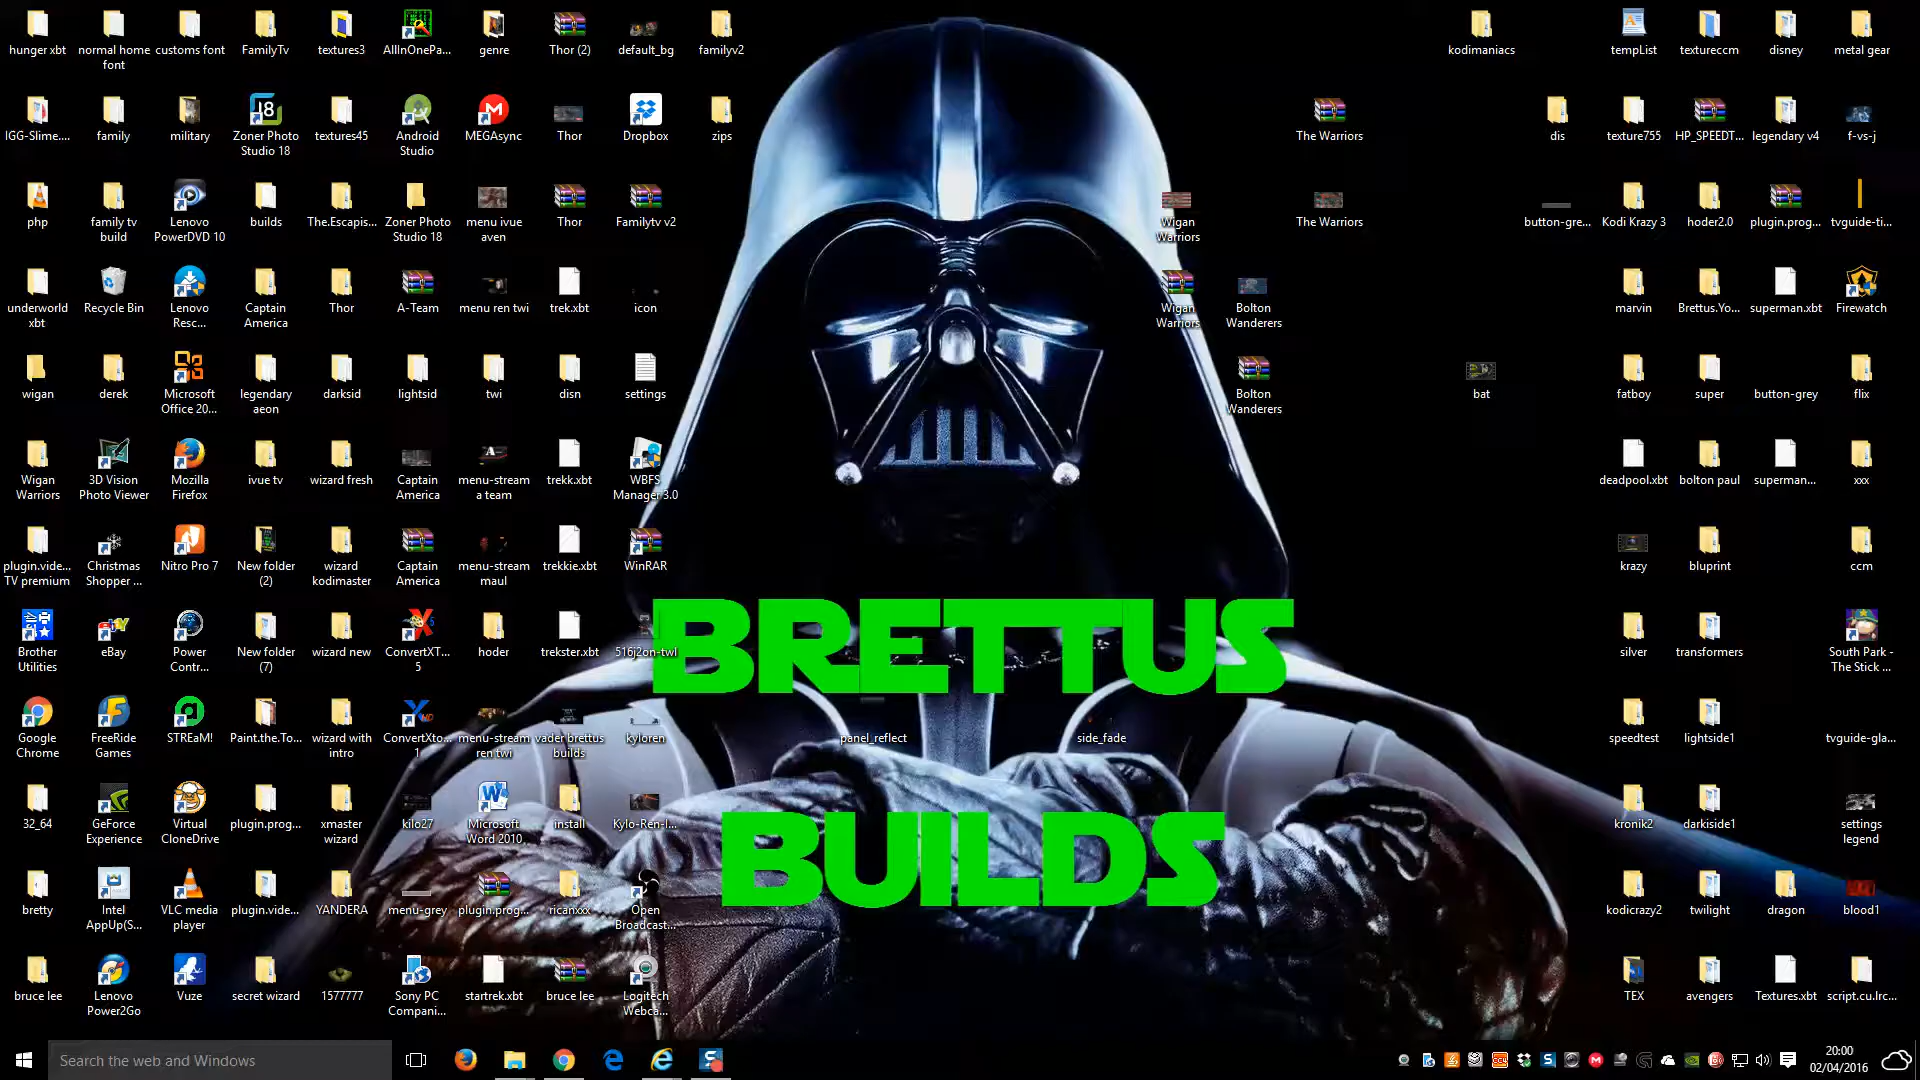 hunger xbt
normal home
font
customs font
FamilyTv
textures3
AllInOnePa...
genre
Thor (2)
default_bg
familyv2
kodimaniacs
tempList
textureccm
disney
metal gear
IGG-Slime....
family
military
Zoner Photo
Studio 18
textures45
Android
Studio
MEGAsync
Thor
Dropbox
zips
The Warriors
dis
texture755
HP_SPEEDT...
legendary v4
f-vs-j
php
family tv
build
Lenovo
PowerDVD 10
builds
The.Escapis...
Zoner Photo
Studio 18
menu ivue
aven
Thor
Familytv v2
Wigan
Warriors
The Warriors
button-gre...
Kodi Krazy 3
hoder2.0
plugin.prog...
tvguide-ti...
underworld
xbt
Recycle Bin
Lenovo
Resc...
Captain
America
Thor
A-Team
menu ren twi
trek.xbt
icon
Wigan
Warriors
Bolton
Wanderers
marvin
Brettus.Yo...
superman.xbt
Firewatch
wigan
derek
Microsoft
Office 20...
legendary
aeon
darksid
lightsid
twi
disn
settings
Bolton
Wanderers
bat
fatboy
super
button-grey
flix
Wigan
Warriors
3D Vision
Photo Viewer
Mozilla
Firefox
ivue tv
wizard fresh
Captain
America
menu-stream
a team
trekk.xbt
WBFS
Manager 3.0
deadpool.xbt
bolton paul
superman...
xxx
plugin.vide...
TV premium
Christmas
Shopper ...
Nitro Pro 7
New folder
(2)
wizard
kodimaster
Captain
America
menu-stream
maul
trekkie.xbt
WinRAR
krazy
bluprint
ccm
BRETTUS
Brother
Utilities
eBay
Power
Contr...
New folder
(7)
wizard new
ConvertXT...
5
hoder
trekster.xbt
516j2on-twl
silver
transformers
South Park -
The Stick ...
Google
Chrome
FreeRide
Games
STREaM!
Paint.the.To...
wizard with
intro
ConvertXto...
1
menu-stream
ren twi
vader brettus
builds
kyloren
panel_reflect
side_fade
speedtest
lightside1
tvguide-gla...
BUILDS
32_64
GeForce
Experience
Virtual
CloneDrive
plugin.prog...
xmaster
wizard
kilo27
Microsoft
Word 2010
install
Kylo-Ren-I...
kronik2
darkiside1
settings
legend
bretty
Intel
AppUp(S...
VLC media
player
plugin.vide...
YANDERA
menu-grey
plugin.prog...
ricanxxx
Open
Broadcast...
kodicrazy2
twilight
dragon
blood1
bruce lee
Lenovo
Power2Go
Vuze
secret wizard
1577777
Sony PC
Compani...
startrek.xbt
bruce lee
Logitech
Webca...
TEX
avengers
Textures.xbt
script.cu.lrc...
Search the web and Windows
20:00
02/04/2016